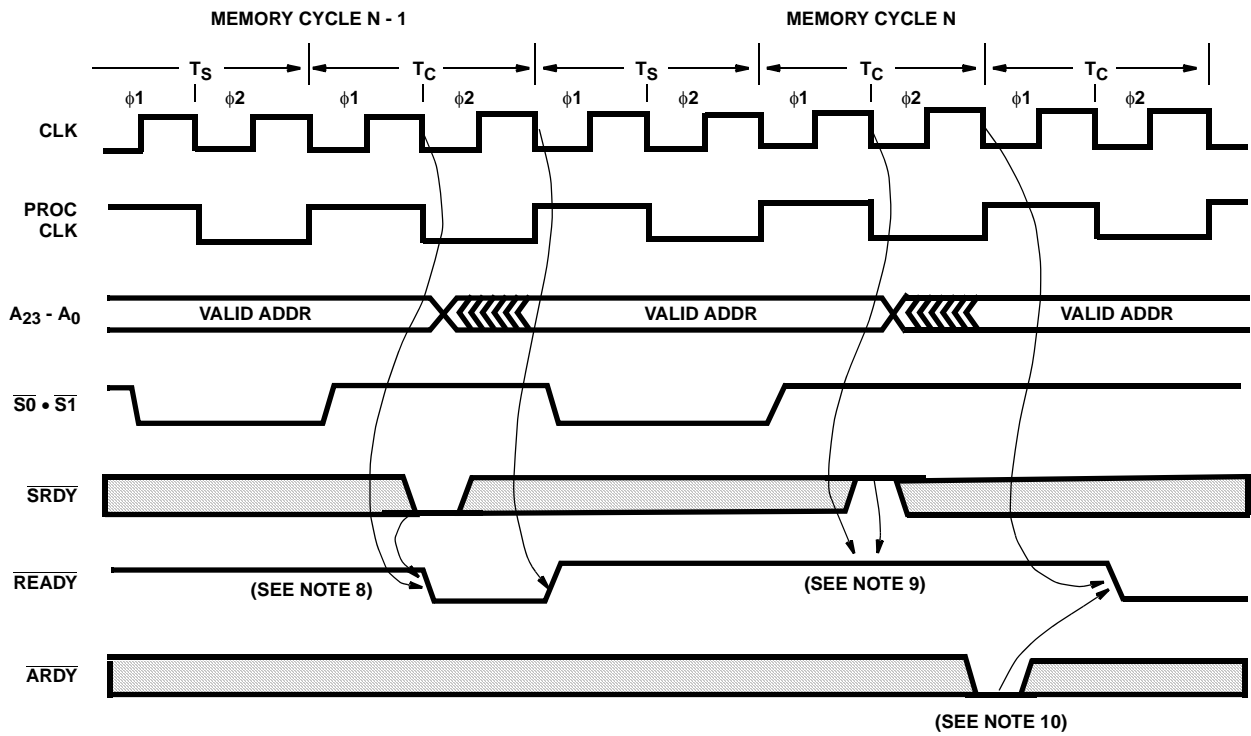 MEMORY CYCLE N - 1 MEMORY CYCLE N
TS TC TS TC TC
ϕ1 ϕ2 ϕ1 ϕ2 ϕ1 ϕ2 ϕ1 ϕ2 ϕ1 ϕ2
CLK
PROC
CLK
A23 - A0 VALID ADDR VALID ADDR VALID ADDR
S0 • S1
SRDY
READY (SEE NOTE 8) (SEE NOTE 9)
ARDY
(SEE NOTE 10)